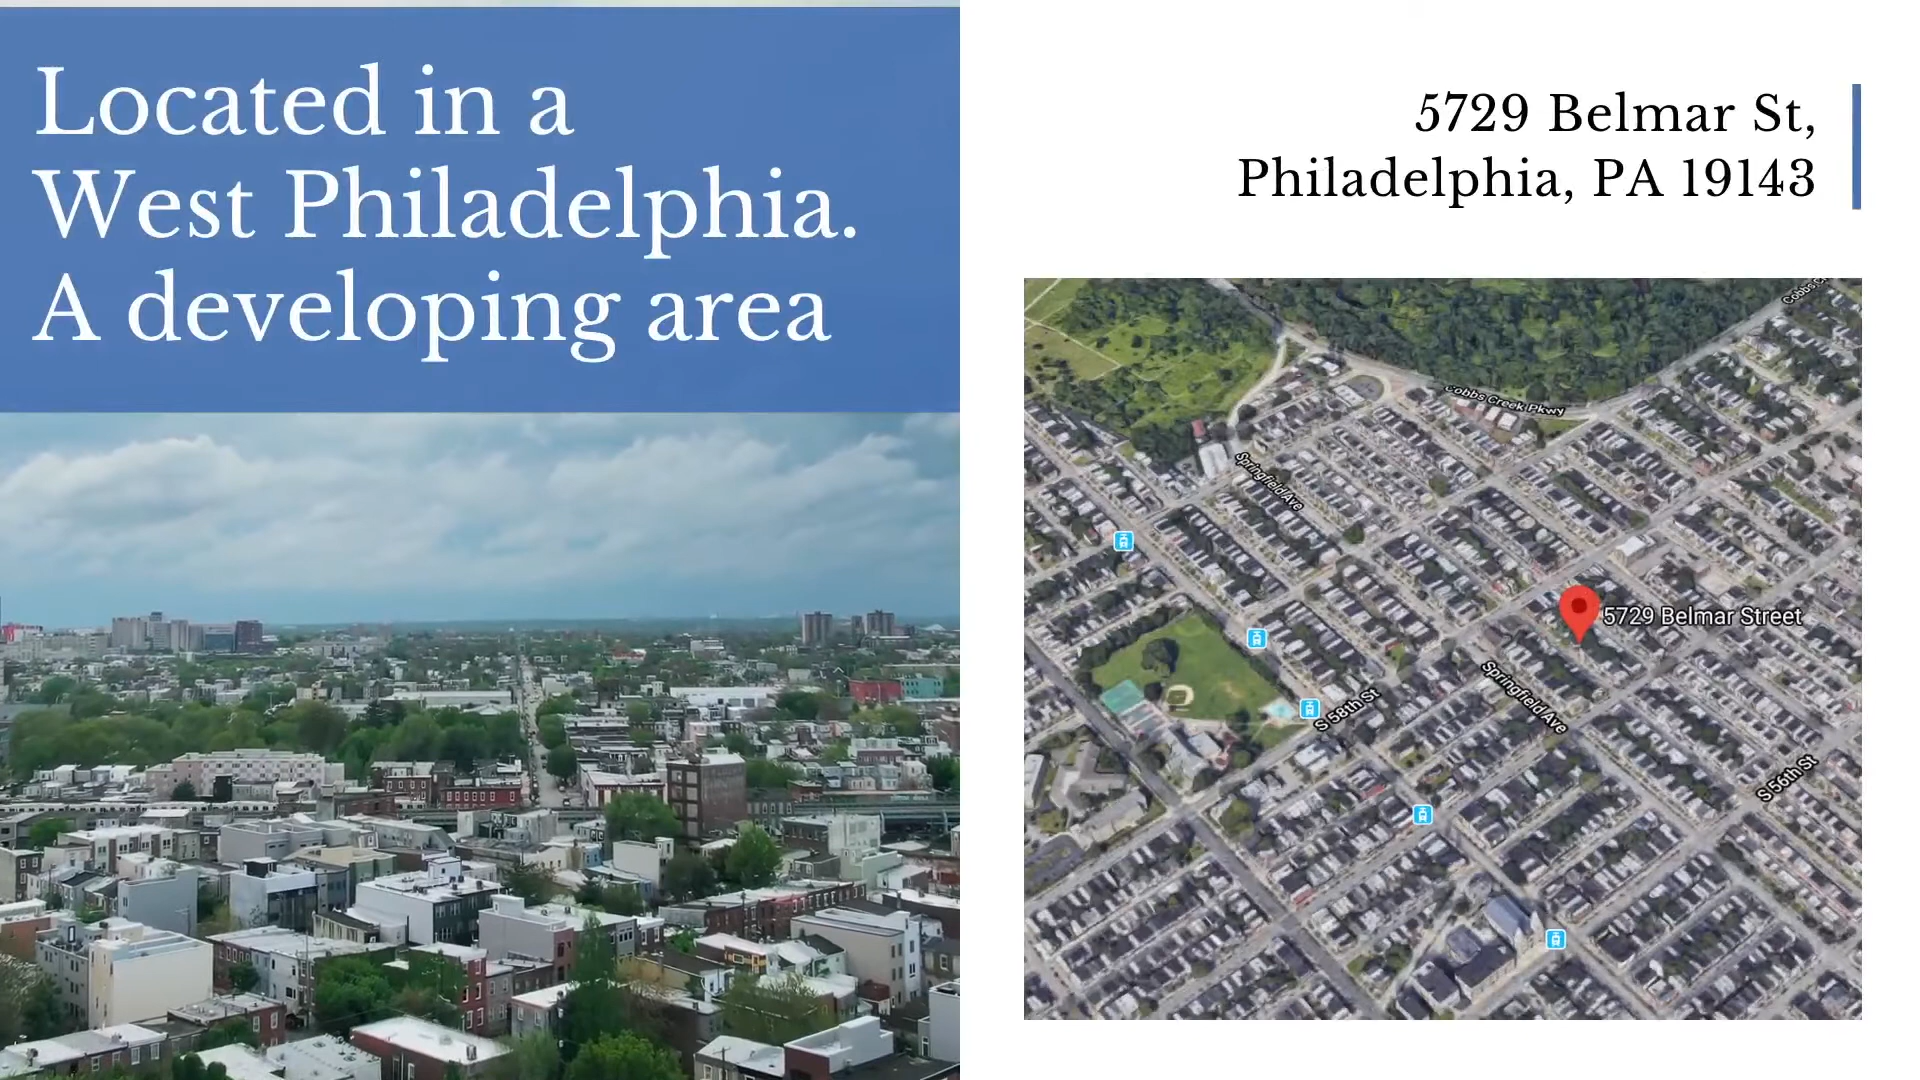 Located in a
West Philadelphia.
A developing area
5729 Belmar St,
Philadelphia, PA 19143
Cobbs Creek Pkwy
Springfield Ave
5729 Belmar Street
Springfield Ave
S 58th St
S 56th St